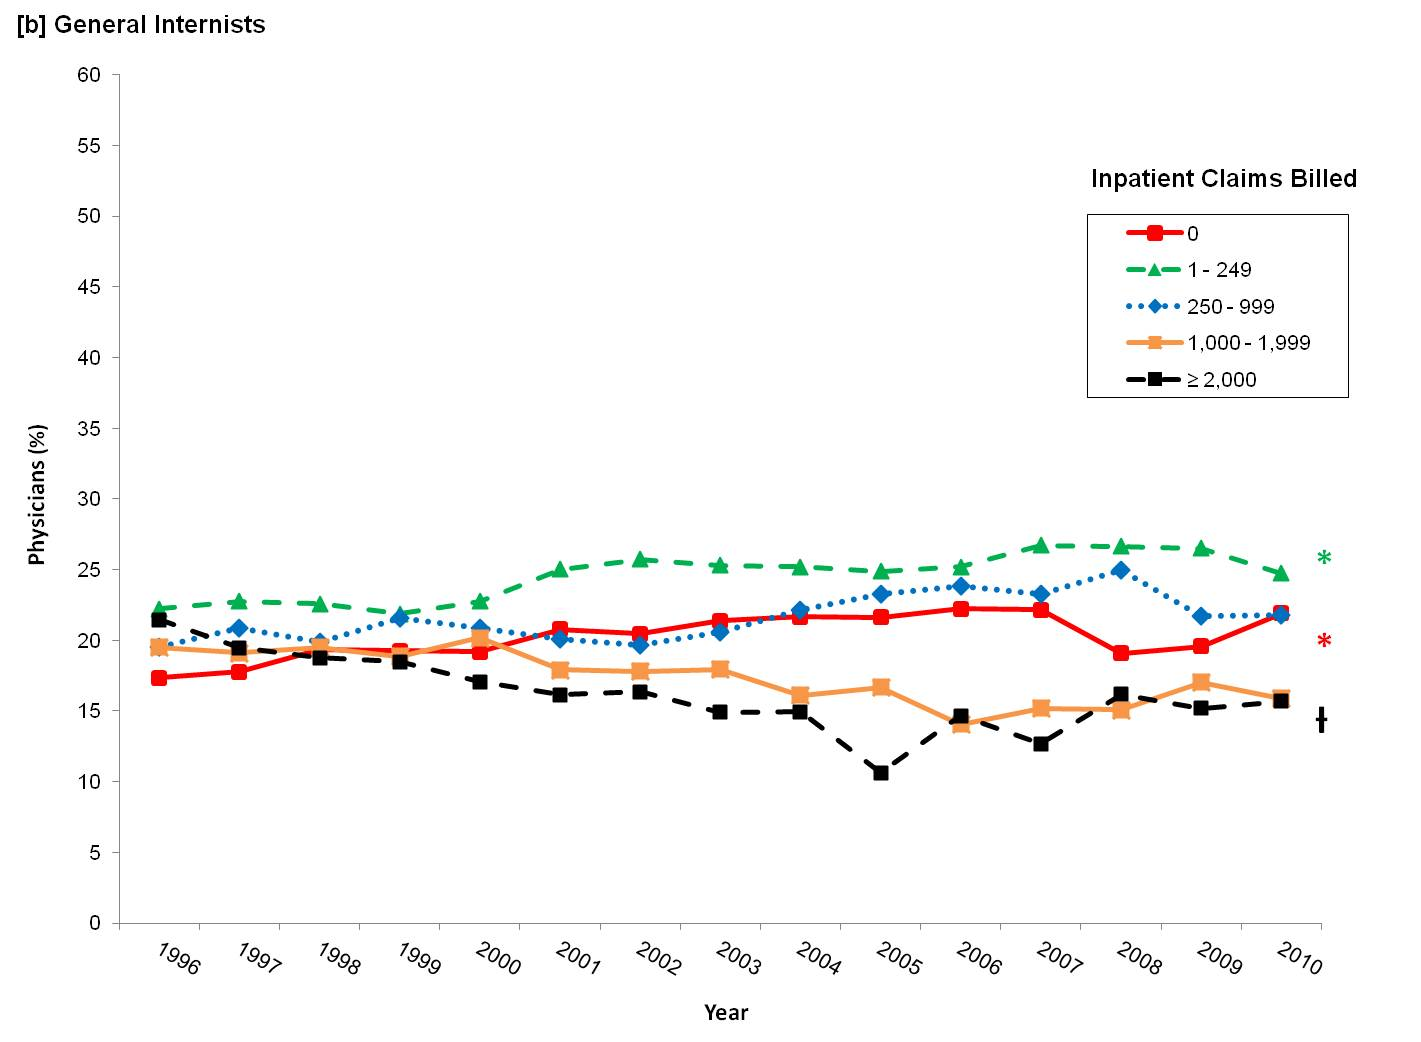 [b] General Internists
60
55
50
45
40
35
30
25
20
15
10
5
0
Physicians (%)
Inpatient Claims Billed
0
1 - 249
250 - 999
1,000 - 1,999
≥ 2,000
*
*
†
1996 1997 1998 1999 2000 2001 2002 2003 2004 2005 2006 2007 2008 2009 2010
Year